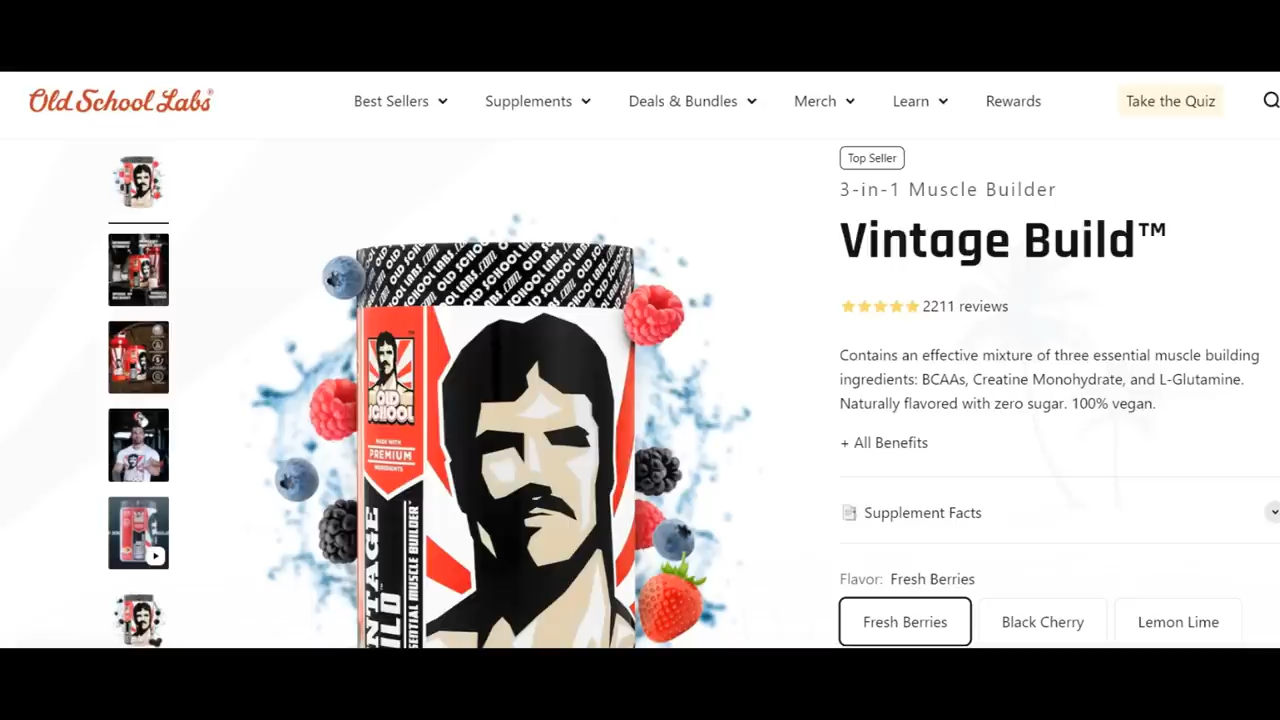 Old School Labs®
Best Sellers
Supplements
Deals & Bundles
Merch
Learn
Rewards
Take the Quiz
Top Seller
3-in-1 Muscle Builder
Vintage Build™
2211 reviews
Contains an effective mixture of three essential muscle building
ingredients: BCAAs, Creatine Monohydrate, and L-Glutamine.
Naturally flavored with zero sugar. 100% vegan.
+ All Benefits
Supplement Facts
Flavor: Fresh Berries
Fresh Berries
Black Cherry
Lemon Lime
OLD SCHOOL LABS.COM
OLD
SCHOOL
MADE WITH
PREMIUM
INGREDIENTS